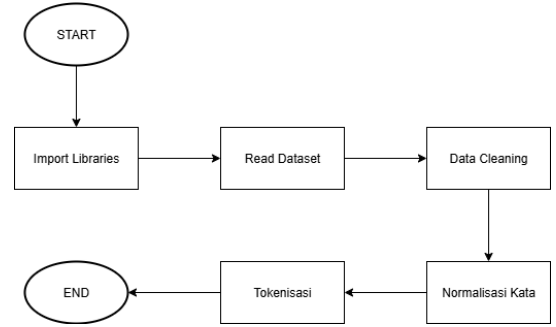 START
Import Libraries
Read Dataset
Data Cleaning
Normalisasi Kata
Tokenisasi
END